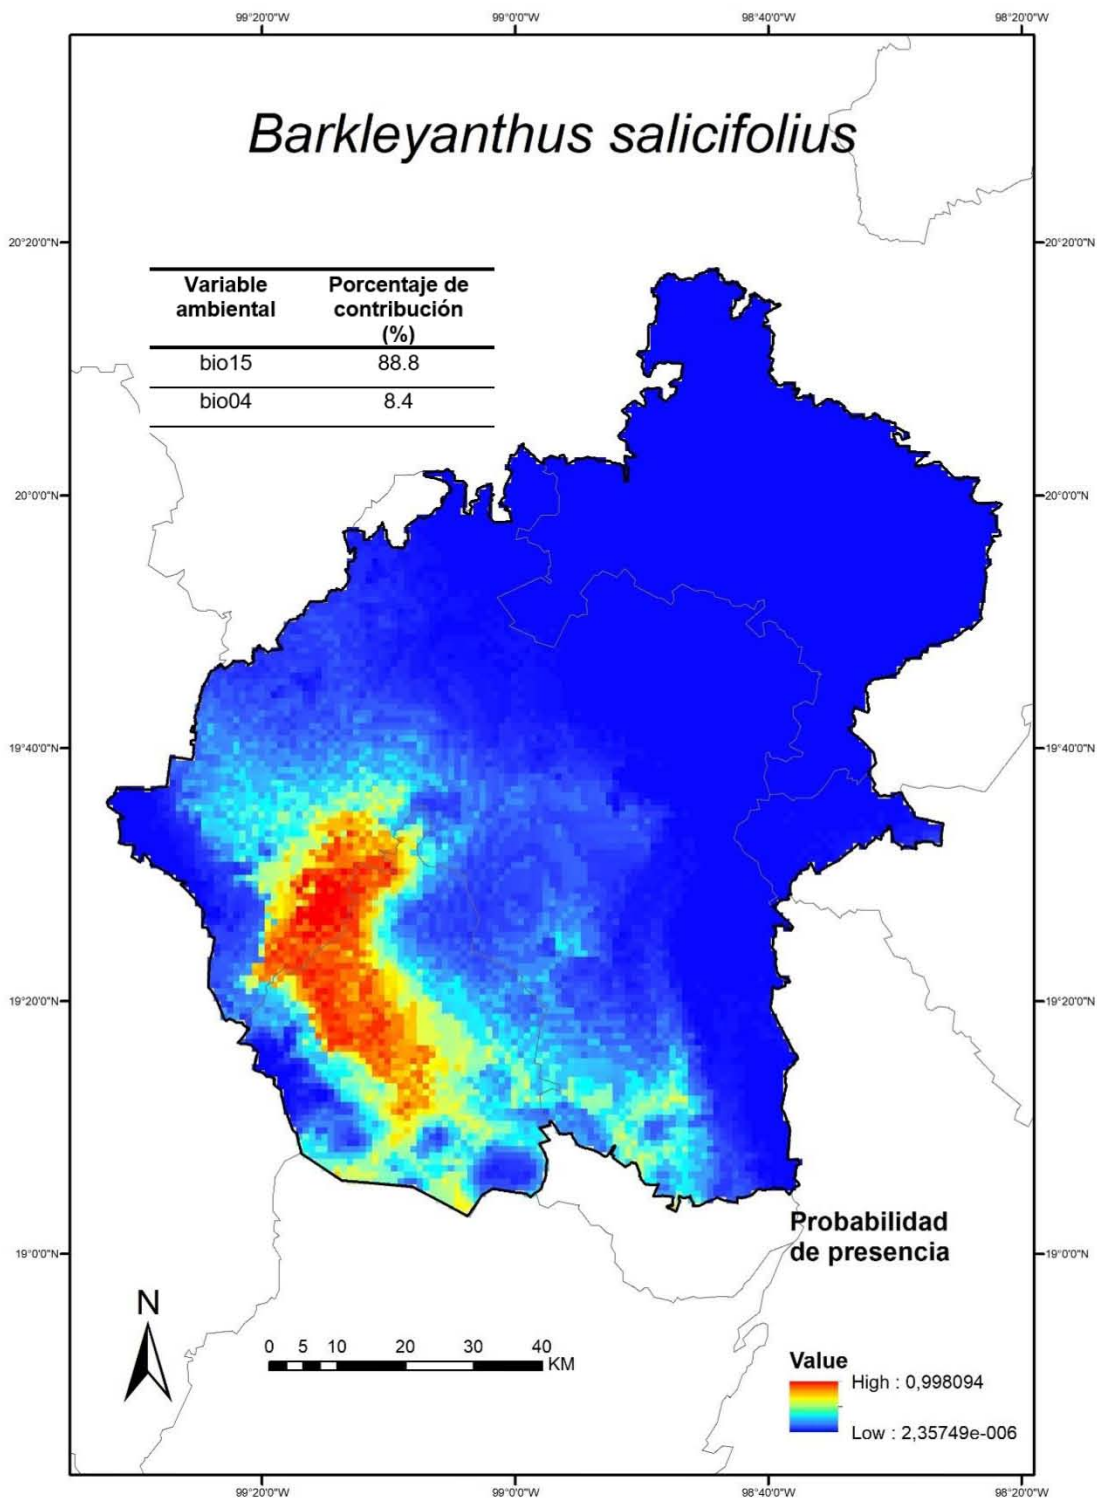 99°20'0"W 99°0'0"W 98°40'0"W 98°20'0"W
Barkleyanthus salicifolius
20°20'0"N 20°20'0"N
Variable ambiental Porcentaje de contribución (%)
bio15 88.8
bio04 8.4
20°0'0"N 20°0'0"N
19°40'0"N 19°40'0"N
19°20'0"N 19°20'0"N
Probabilidad
de presencia
19°0'0"N 19°0'0"N
N
0 5 10 20 30 40
KM
Value
High : 0,998094
Low : 2,35749e-006
99°20'0"W 99°0'0"W 98°40'0"W 98°20'0"W